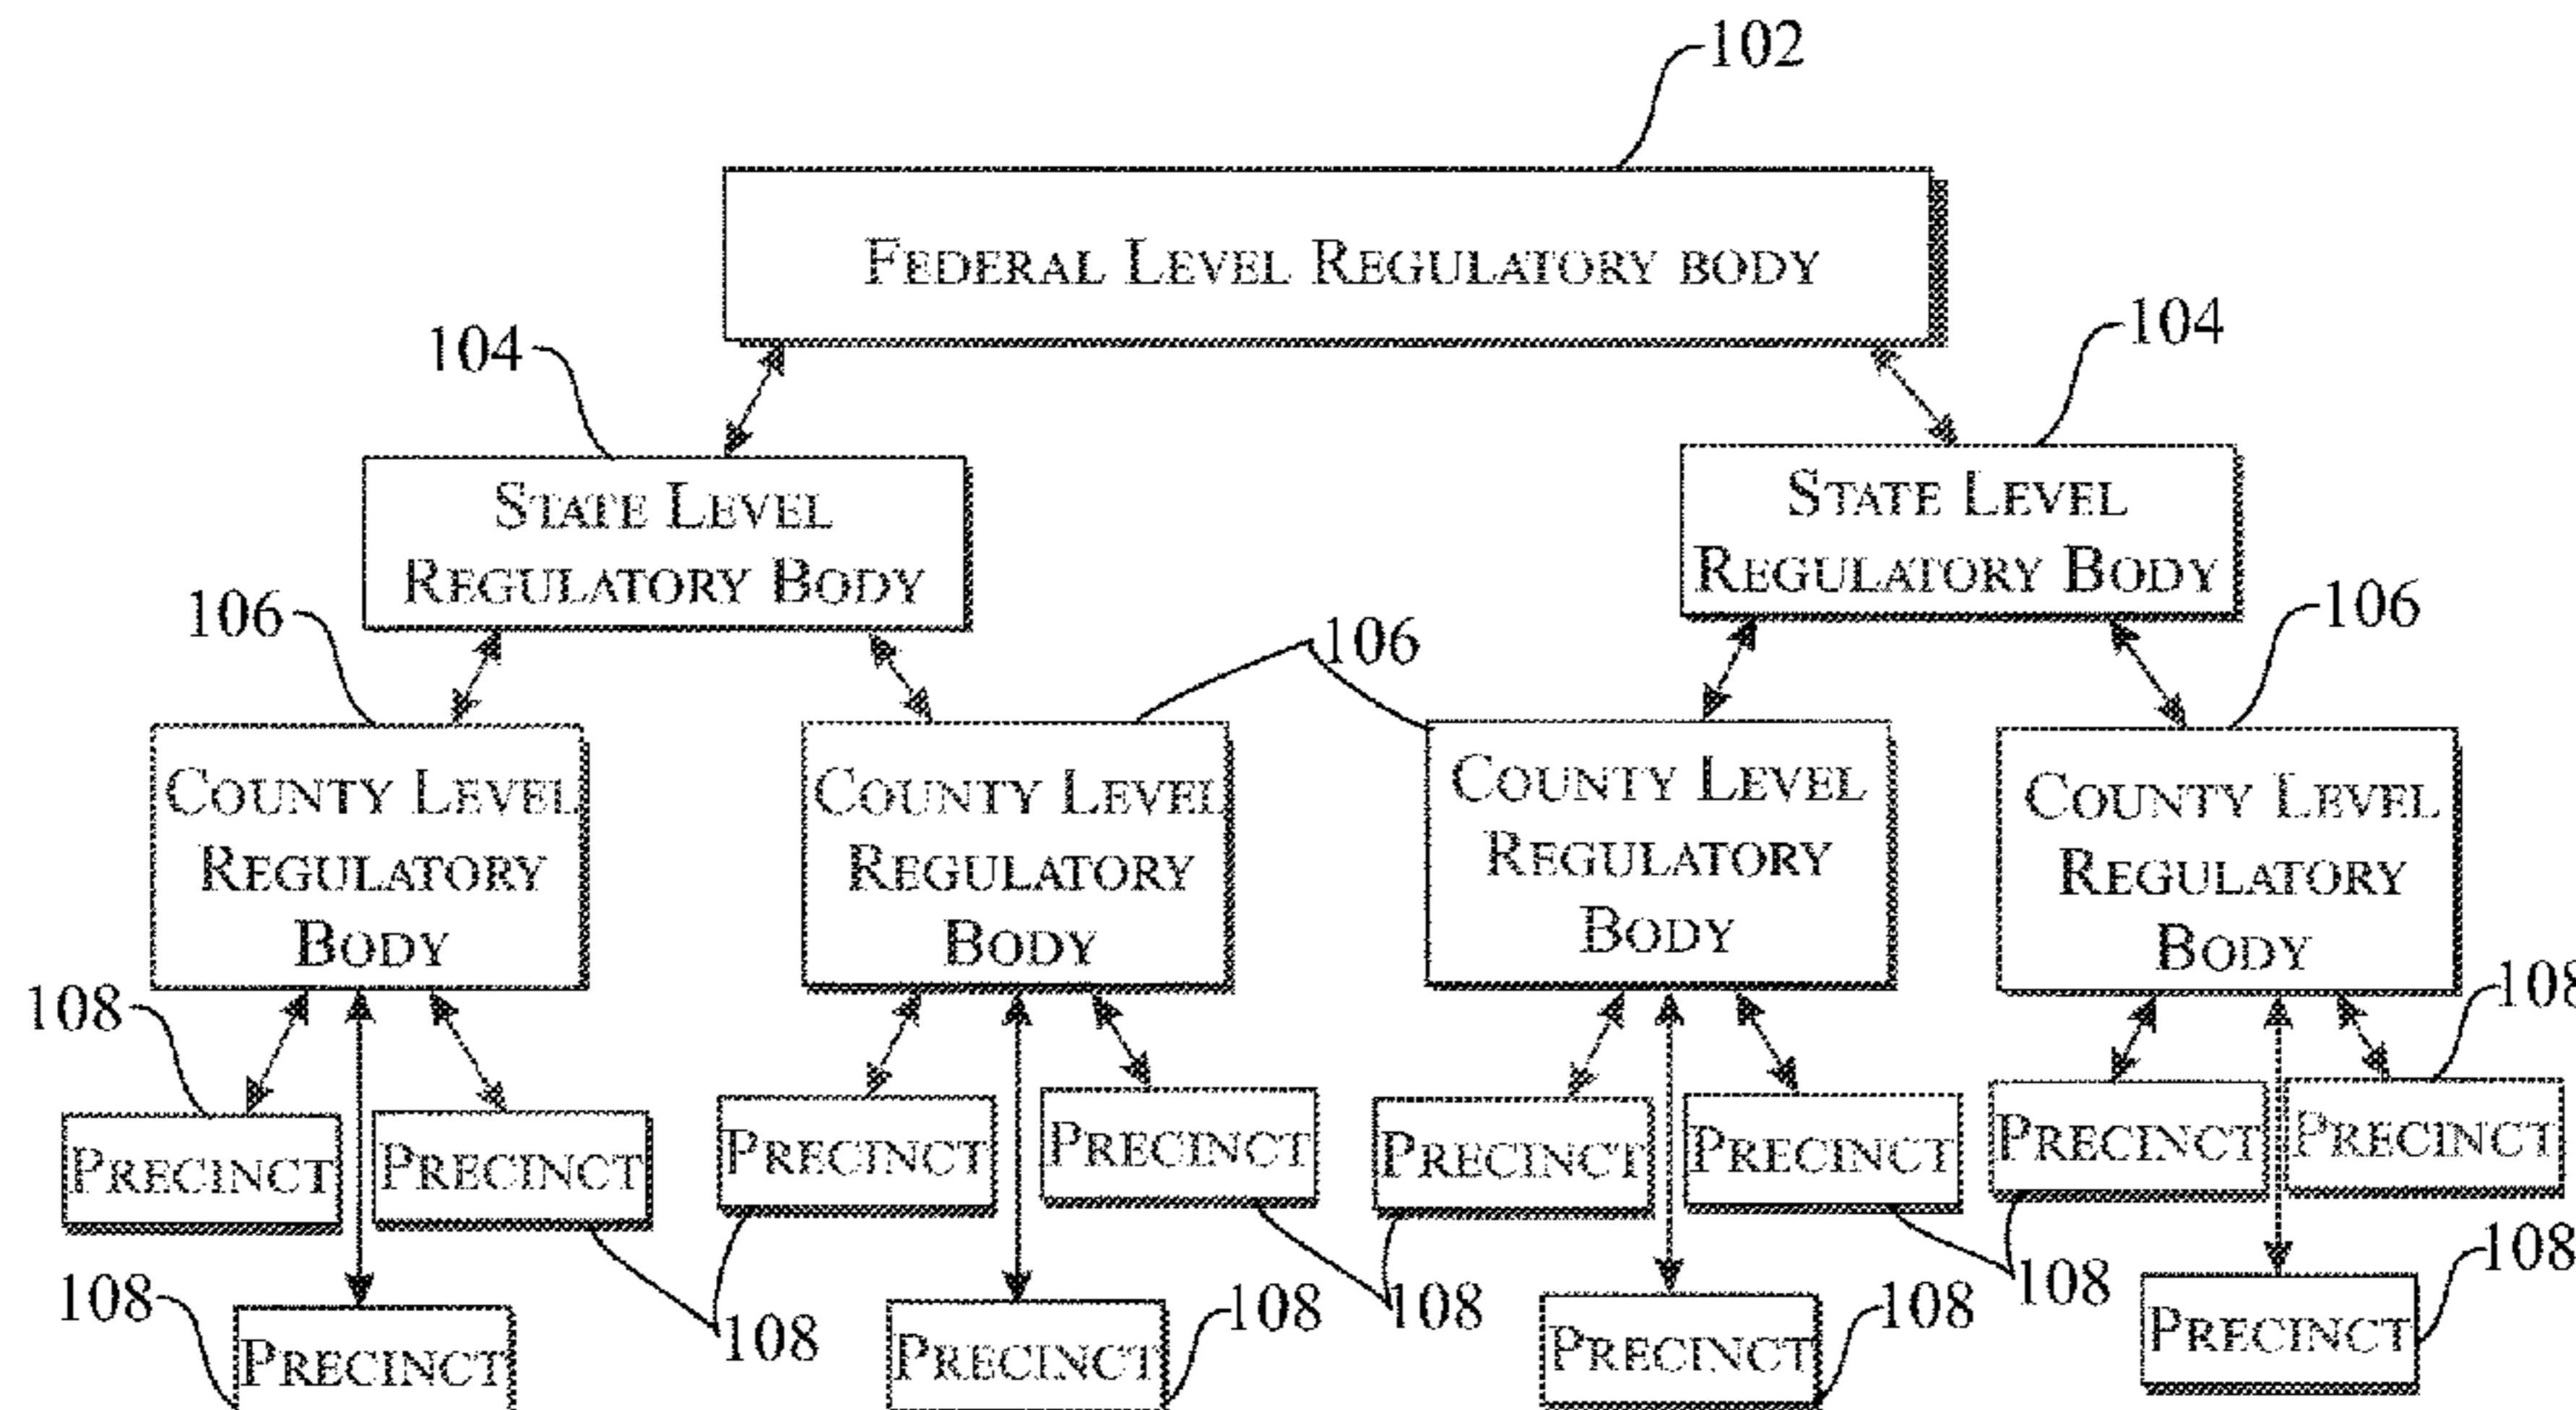 102
FEDERAL LEVEL REGULATORY BODY
104
104
STATE LEVEL
REGULATORY BODY
STATE LEVEL
REGULATORY BODY
106
106
106
COUNTY LEVEL
REGULATORY
BODY
COUNTY LEVEL
REGULATORY
BODY
COUNTY LEVEL
REGULATORY
BODY
COUNTY LEVEL
REGULATORY
BODY
108
108
PRECINCT
PRECINCT
PRECINCT
PRECINCT
PRECINCT
PRECINCT
PRECINCT
PRECINCT
108
108
108
108
108
108
108
PRECINCT
PRECINCT
PRECINCT
PRECINCT